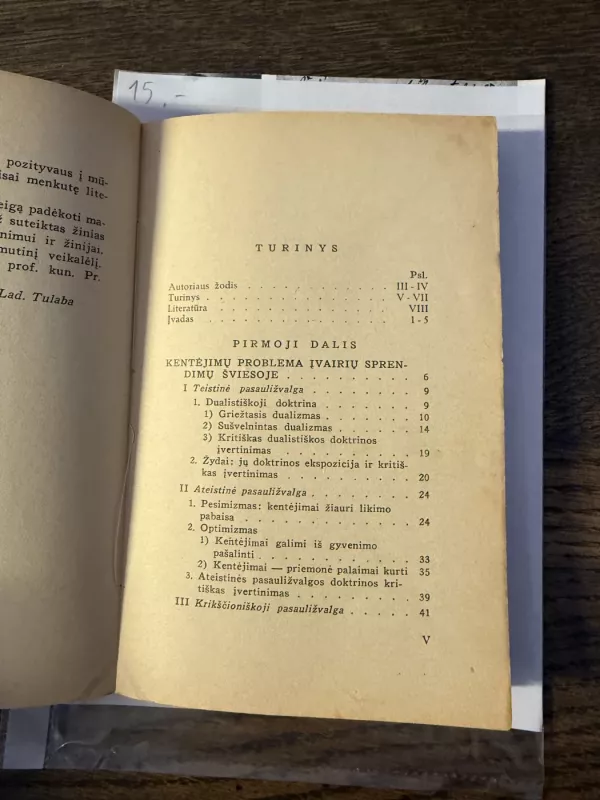 15,-
pozityvaus į mū-
isai menkutę lite-
eigą padėkoti ma-
ž suteiktas žinias
nimui ir žinijai.
mutinį veikalėlį.
prof. kun. Pr.
Lad. Tulaba
TURINYS
Psl.
Autoriaus žodis . . . . . . . . . III - IV
Turinys . . . . . . . . . . . V - VII
Literatūra . . . . . . . . . . VIII
Įvadas . . . . . . . . . . . 1 - 5
PIRMOJI DALIS
KENTĖJIMŲ PROBLEMA ĮVAIRIŲ SPREN-
DIMŲ ŠVIESOJE . . . . . . . . . . 6
I Teistinė pasauližvalga . . . . . . . 9
1. Dualistiškoji doktrina . . . . . . . 9
1) Griežtasis dualizmas . . . . . . . 10
2) Sušvelnintas dualizmas . . . . . . 14
3) Kritiškas dualistiškos doktrinos
įvertinimas . . . . . . . . . 19
2. Žydai: jų doktrinos ekspozicija ir kritiš-
kas įvertinimas . . . . . . . . . 20
II Ateistinė pasauližvalga . . . . . . . 24
1. Pesimizmas: kentėjimai žiauri likimo
pabaisa . . . . . . . . . . . 24
2. Optimizmas
1) Kentėjimai galimi iš gyvenimo
pašalinti . . . . . . . . . . 33
2) Kentėjimai — priemonė palaimai kurti 35
3. Ateistinės pasauližvalgos doktrinos kri-
tiškas įvertinimas . . . . . . . . . 39
III Krikščioniškoji pasauližvalga . . . . . 41
V